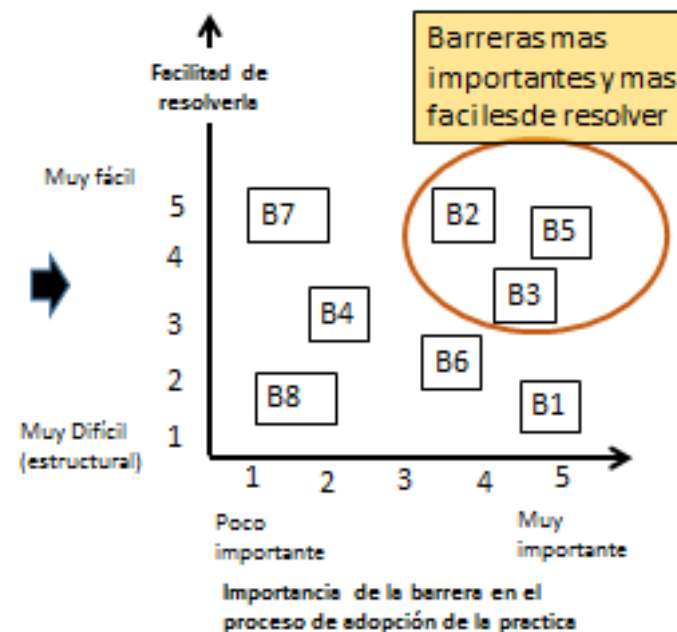 Facilitad de
resolverla
Barreras mas
importantes y mas
faciles de resolver
Muy fácil
5
4
3
2
1
B7
B2
B5
B3
B4
B6
B8
B1
Muy Difícil
(estructural)
1
2
3
4
5
Poco
importante
Muy
importante
Importancia de la barrera en el
proceso de adopción de la practica